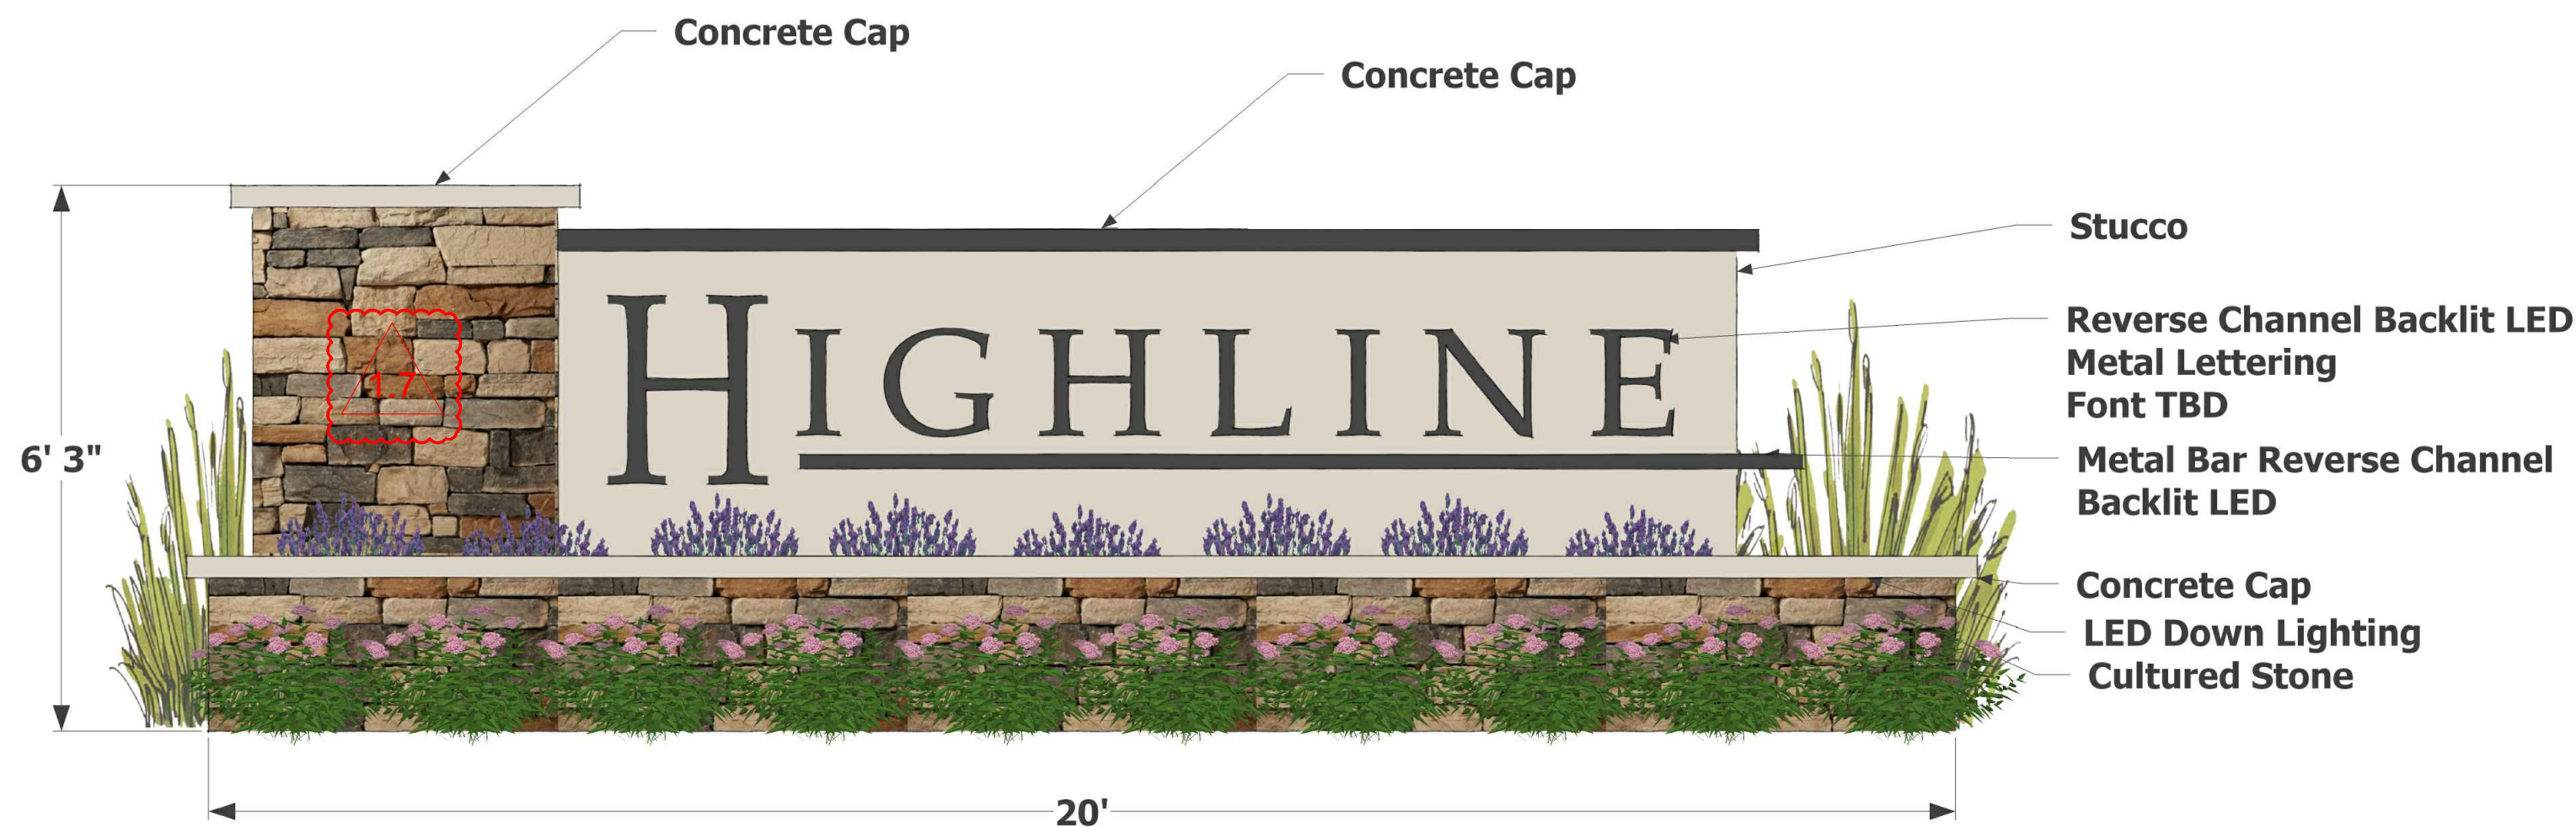 Concrete Cap
Concrete Cap
Stucco
Reverse Channel Backlit LED
Metal Lettering
Font TBD
HIGHLINE
1.7
6' 3"
Metal Bar Reverse Channel
Backlit LED
Concrete Cap
LED Down Lighting
Cultured Stone
20'